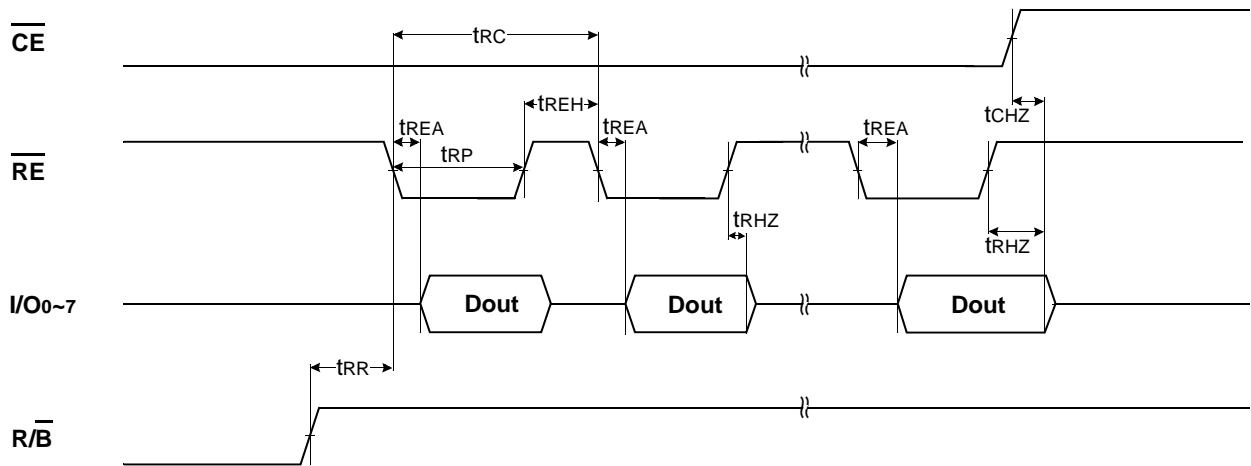 CE
tRC
tREH
tCHZ
tREA
tREA
tREA
tRP
RE
tRHZ
tRHZ
I/O0~7
Dout
Dout
Dout
tRR
R/B